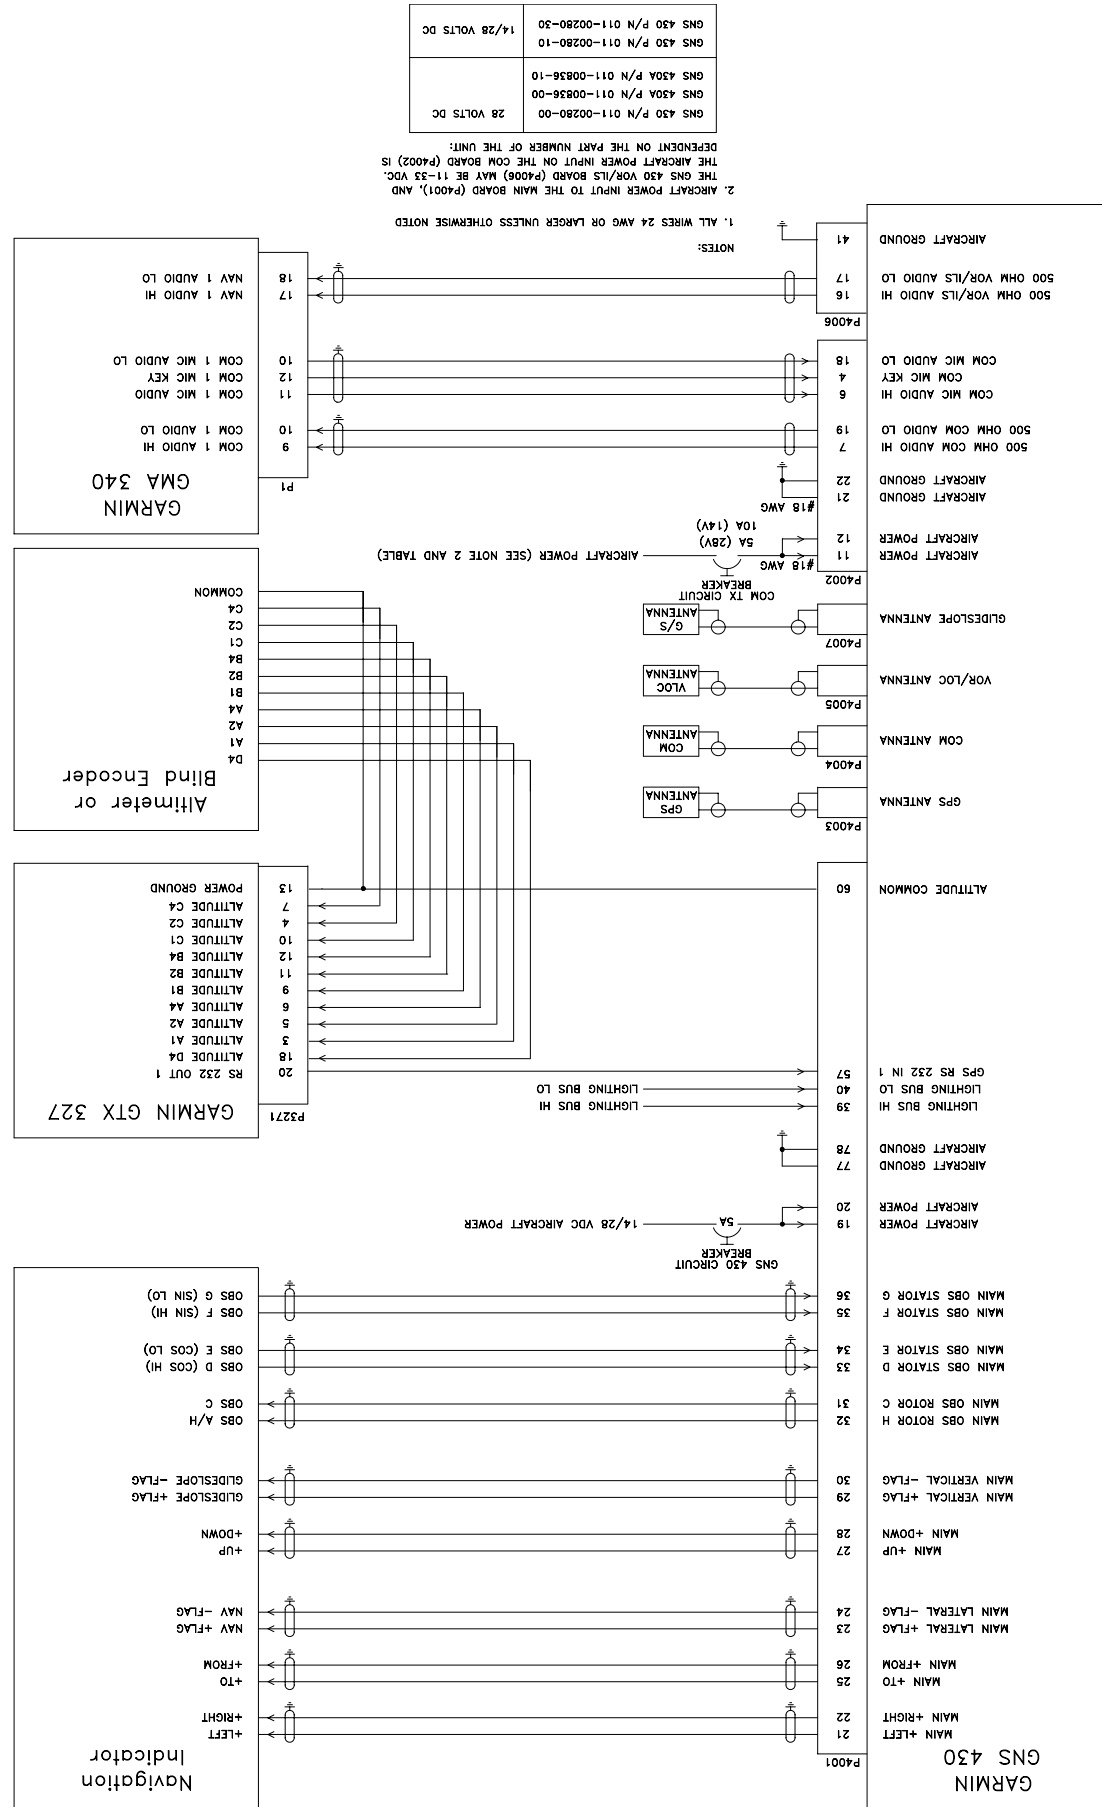 GARMIN
GNS 430
P4001
MAIN +LEFT 21
MAIN +RIGHT 22
MAIN +TO 25
MAIN +FROM 26
MAIN LATERAL +FLAG 23
MAIN LATERAL -FLAG 24
MAIN +UP 27
MAIN +DOWN 28
MAIN VERTICAL +FLAG 29
MAIN VERTICAL -FLAG 30
MAIN OBS ROTOR H 32
MAIN OBS ROTOR C 31
MAIN OBS STATOR D 33
MAIN OBS STATOR E 34
MAIN OBS STATOR F 35
MAIN OBS STATOR G 36
AIRCRAFT POWER 19
AIRCRAFT POWER 20
AIRCRAFT GROUND 77
AIRCRAFT GROUND 78
LIGHTING BUS HI 39
LIGHTING BUS LO 40
GPS RS 232 IN 1 57
ALTITUDE COMMON 60
Navigation
Indicator
+LEFT
+RIGHT
+TO
+FROM
NAV +FLAG
NAV -FLAG
+UP
+DOWN
GLIDESLOPE +FLAG
GLIDESLOPE -FLAG
OBS A/H
OBS C
OBS D (COS HI)
OBS E (COS LO)
OBS F (SIN HI)
OBS G (SIN LO)
GNS 430 CIRCUIT
BREAKER
5A
14/28 VDC AIRCRAFT POWER
LIGHTING BUS HI
LIGHTING BUS LO
P3271
GARMIN GTX 327
20 RS 232 OUT 1
18 ALTITUDE D4
3 ALTITUDE A1
5 ALTITUDE A2
6 ALTITUDE A4
9 ALTITUDE B1
11 ALTITUDE B2
12 ALTITUDE B4
10 ALTITUDE C1
4 ALTITUDE C2
7 ALTITUDE C4
13 POWER GROUND
P4003
GPS ANTENNA
GPS
ANTENNA
P4004
COM ANTENNA
COM
ANTENNA
P4005
VOR/LOC ANTENNA
VLOC
ANTENNA
P4007
GLIDESLOPE ANTENNA
G/S
ANTENNA
Altimeter or
Blind Encoder
D4
A1
A2
A4
B1
B2
B4
C1
C2
C4
COMMON
P4002
AIRCRAFT POWER 11
AIRCRAFT POWER 12
AIRCRAFT GROUND 21
AIRCRAFT GROUND 22
500 OHM COM AUDIO HI 7
500 OHM COM AUDIO LO 19
COM MIC AUDIO HI 6
COM MIC KEY 4
COM MIC AUDIO LO 18
#18 AWG
COM TX CIRCUIT
BREAKER
5A (28V)
10A (14V)
AIRCRAFT POWER (SEE NOTE 2 AND TABLE)
#18 AWG
P1
GARMIN
GMA 340
9 COM 1 AUDIO HI
10 COM 1 AUDIO LO
11 COM 1 MIC AUDIO
12 COM 1 MIC KEY
10 COM 1 MIC AUDIO LO
17 NAV 1 AUDIO HI
18 NAV 1 AUDIO LO
P4006
500 OHM VOR/ILS AUDIO HI 16
500 OHM VOR/ILS AUDIO LO 17
AIRCRAFT GROUND 41
NOTES:
1. ALL WIRES 24 AWG OR LARGER UNLESS OTHERWISE NOTED
2. AIRCRAFT POWER INPUT TO THE MAIN BOARD (P4001), AND
THE GNS 430 VOR/ILS BOARD (P4006) MAY BE 11-33 VDC.
THE AIRCRAFT POWER INPUT ON THE COM BOARD (P4002) IS
DEPENDENT ON THE PART NUMBER OF THE UNIT:
GNS 430 P/N 011-00280-00 28 VOLTS DC
GNS 430A P/N 011-00836-00
GNS 430A P/N 011-00836-10
GNS 430 P/N 011-00280-10
GNS 430 P/N 011-00280-30 14/28 VOLTS DC